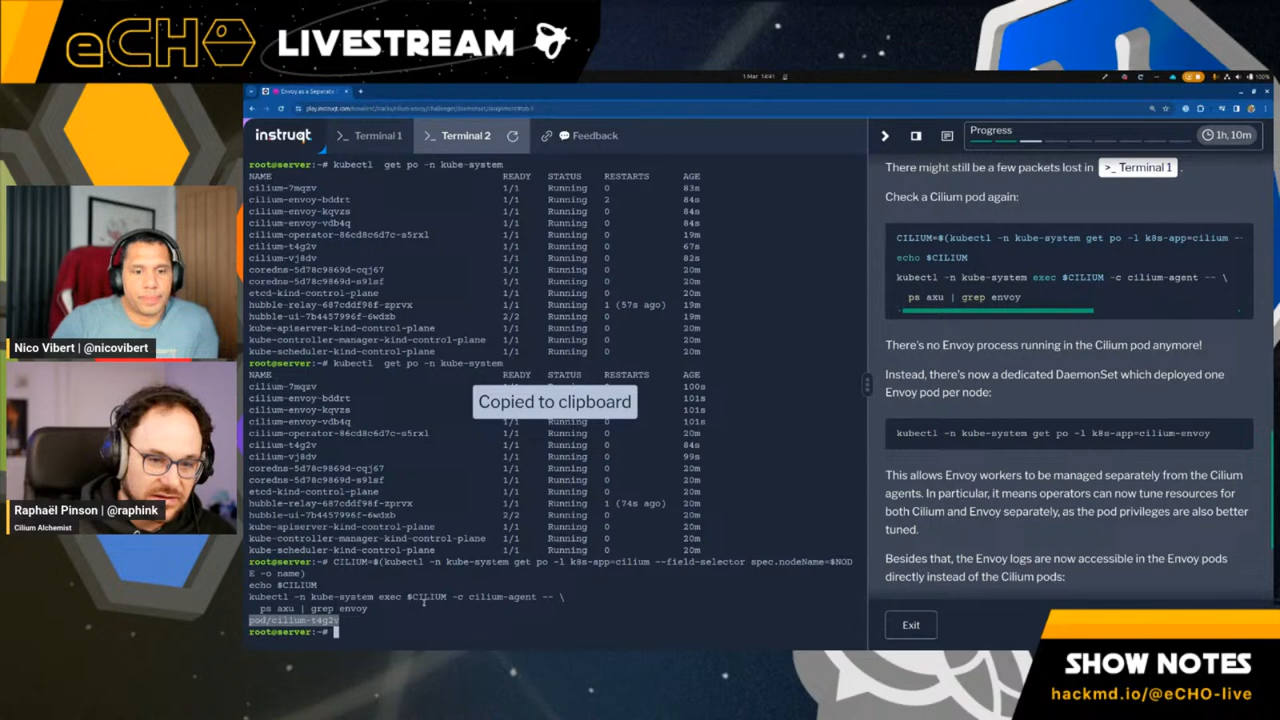 eCHO LIVESTREAM
1 Mar 14:41
100%
Envoy as a Separate
instruqt
>_ Terminal 1
>_ Terminal 2
Feedback
Progress
1h, 10m
root@server:~# kubectl  get po -n kube-system
NAME READY STATUS RESTARTS AGE
cilium-7mqzv 1/1 Running 0 83s
cilium-envoy-bddrt 1/1 Running 2 84s
cilium-envoy-kqvzs 1/1 Running 0 84s
cilium-envoy-vdb4q 1/1 Running 0 84s
cilium-operator-86cd8c6d7c-s5rxl 1/1 Running 0 19m
cilium-t4g2v 1/1 Running 0 67s
cilium-vj8dv 1/1 Running 0 82s
coredns-5d78c9869d-cqj67 1/1 Running 0 20m
coredns-5d78c9869d-s9lsf 1/1 Running 0 20m
etcd-kind-control-plane 1/1 Running 0 20m
hubble-relay-687cddf98f-zprvx 1/1 Running 1 (57s ago) 19m
hubble-ui-7b4457996f-6wdzb 2/2 Running 0 19m
kube-apiserver-kind-control-plane 1/1 Running 0 20m
kube-controller-manager-kind-control-plane 1/1 Running 0 20m
kube-scheduler-kind-control-plane 1/1 Running 0 20m
root@server:~# kubectl  get po -n kube-system
NAME READY STATUS RESTARTS AGE
cilium-7mqzv Running 100s
cilium-envoy-bddrt 101s
cilium-envoy-kqvzs 101s
cilium-envoy-vdb4q 1/1 Running 0 101s
cilium-operator-86cd8c6d7c-s5rxl 1/1 Running 0 20m
cilium-t4g2v 1/1 Running 0 84s
cilium-vj8dv 1/1 Running 0 99s
coredns-5d78c9869d-cqj67 1/1 Running 0 20m
coredns-5d78c9869d-s9lsf 1/1 Running 0 20m
etcd-kind-control-plane 1/1 Running 0 20m
hubble-relay-687cddf98f-zprvx 1/1 Running 1 (74s ago) 20m
hubble-ui-7b4457996f-6wdzb 2/2 Running 0 20m
kube-apiserver-kind-control-plane 1/1 Running 0 20m
kube-controller-manager-kind-control-plane 1/1 Running 0 20m
kube-scheduler-kind-control-plane 1/1 Running 0 20m
root@server:~# CILIUM=$(kubectl -n kube-system get po -l k8s-app=cilium --field-selector spec.nodeName=$NOD
E -o name)
echo $CILIUM
kubectl -n kube-system exec $CILIUM -c cilium-agent -- \
ps axu | grep envoy
pod/cilium-t4g2v
root@server:~#
Copied to clipboard
There might still be a few packets lost in >_ Terminal 1 .
Check a Cilium pod again:
CILIUM=$(kubectl -n kube-system get po -l k8s-app=cilium --
echo $CILIUM
kubectl -n kube-system exec $CILIUM -c cilium-agent -- \
ps axu | grep envoy
There's no Envoy process running in the Cilium pod anymore!
Instead, there's now a dedicated DaemonSet which deployed one
Envoy pod per node:
kubectl -n kube-system get po -l k8s-app=cilium-envoy
This allows Envoy workers to be managed separately from the Cilium
agents. In particular, it means operators can now tune resources for
both Cilium and Envoy separately, as the pod privileges are also better
tuned.
Besides that, the Envoy logs are now accessible in the Envoy pods
directly instead of the Cilium pods:
Exit
Nico Vibert | @nicovibert
Raphaël Pinson | @raphink
Cilium Alchemist
SHOW NOTES
hackmd.io/@eCHO-live